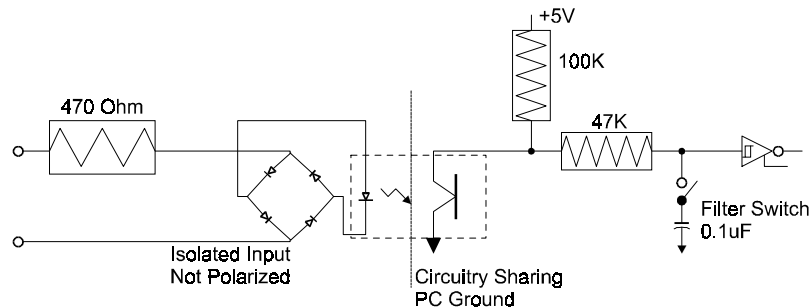 +5V
100K
470 Ohm
47K
Filter Switch
0.1uF
Isolated Input
Not Polarized
Circuitry Sharing
PC Ground